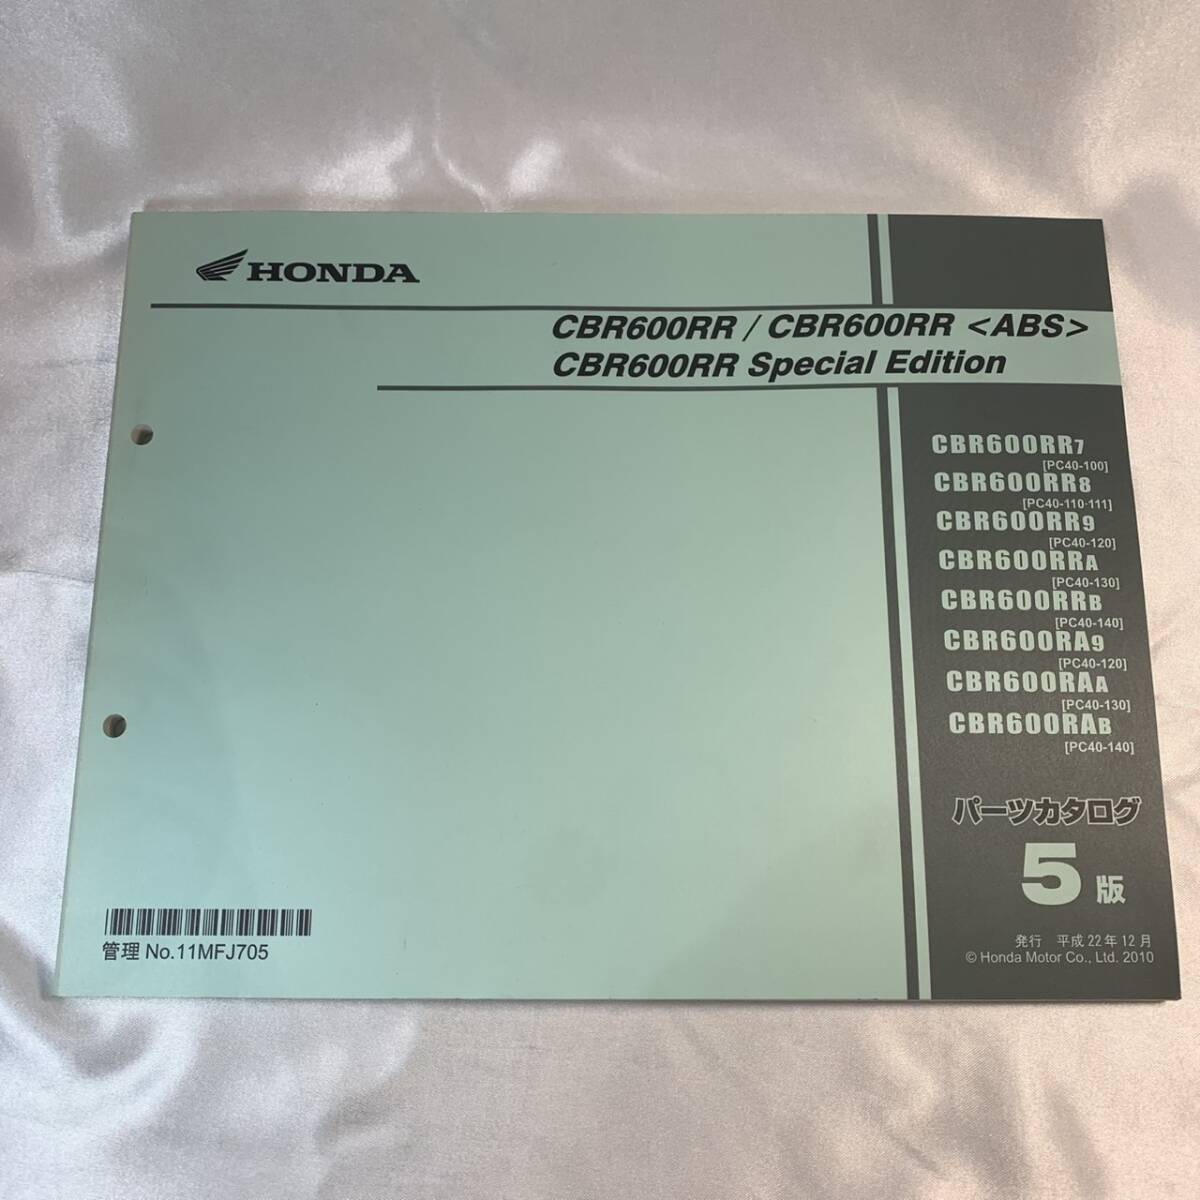 HONDA
CBR600RR / CBR600RR <ABS>
CBR600RR Special Edition
CBR600RR7
[PC40-100]
CBR600RR8
[PC40-110·111]
CBR600RR9
[PC40-120]
CBR600RRA
[PC40-130]
CBR600RRB
[PC40-140]
CBR600RA9
[PC40-120]
CBR600RAA
[PC40-130]
CBR600RAB
[PC40-140]
パーツカタログ
5版
発行 平成22年12月
© Honda Motor Co., Ltd. 2010
管理 No.11MFJ705